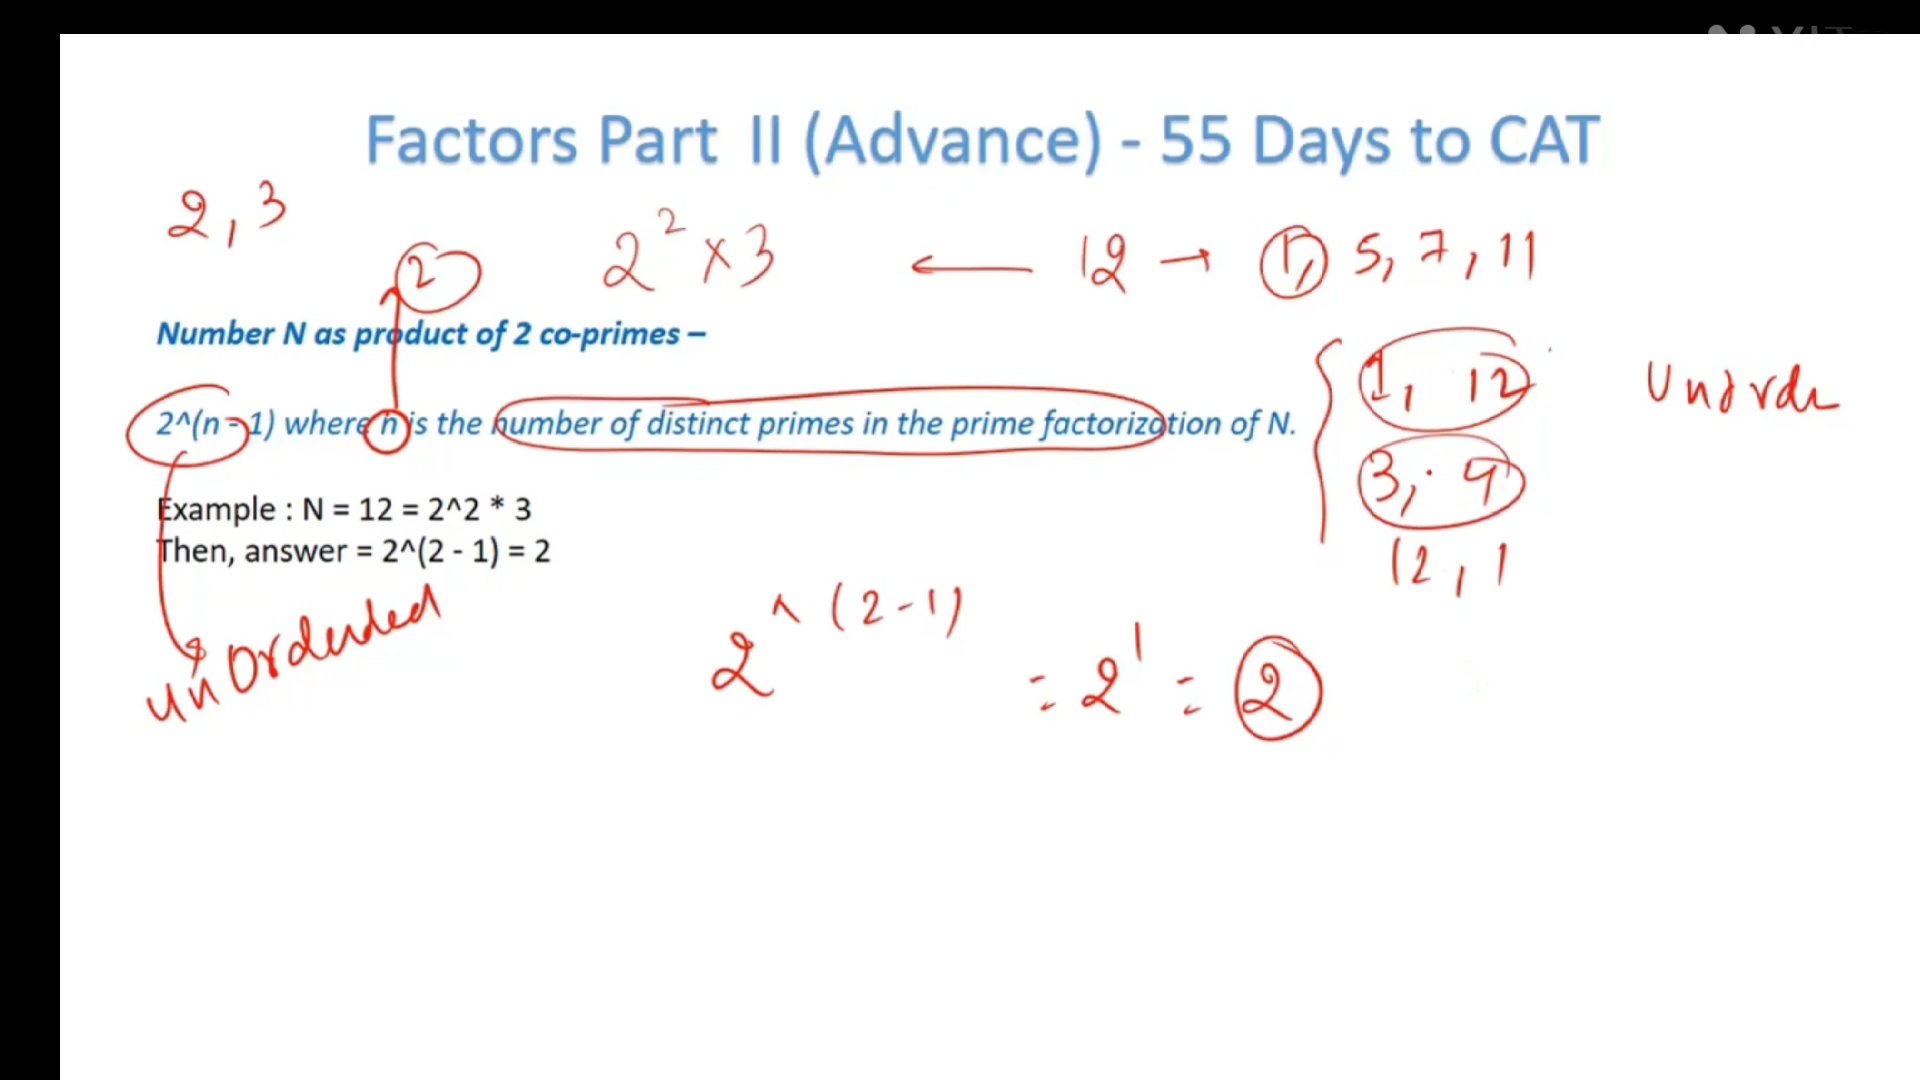 Factors Part II (Advance) - 55 Days to CAT
2, 3
2 2^2 x 3 ← 12 → 1, 5, 7, 11
Number N as product of 2 co-primes –
1, 12 Unorde
2^(n - 1) where n is the number of distinct primes in the prime factorization of N.
3, 4
Example : N = 12 = 2^2 * 3
Then, answer = 2^(2 - 1) = 2
12, 1
unOrderded
2^(2-1) = 2^1 = 2